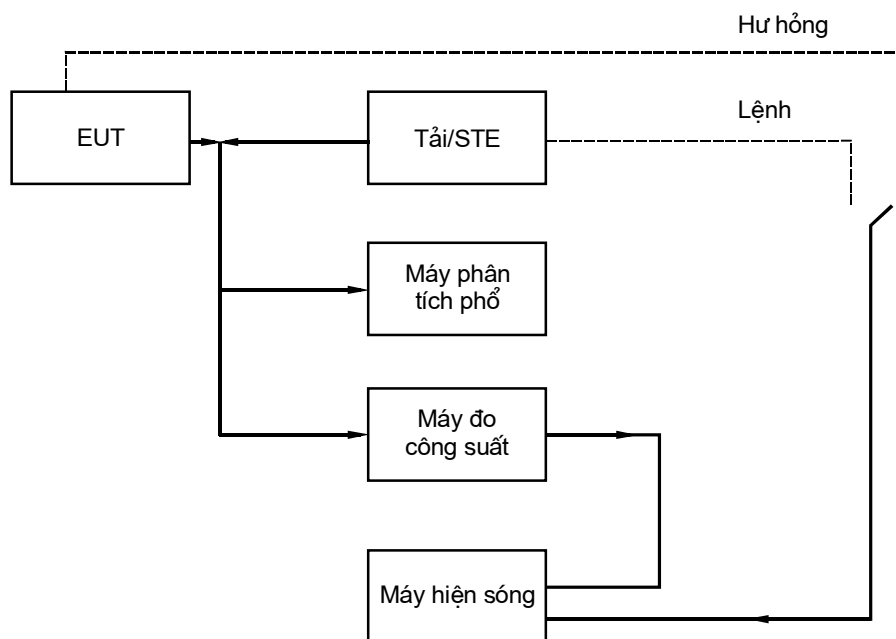 Hư hỏng
EUT
Tải/STE
Lệnh
Máy phân
tích phổ
Máy đo
công suất
Máy hiện sóng